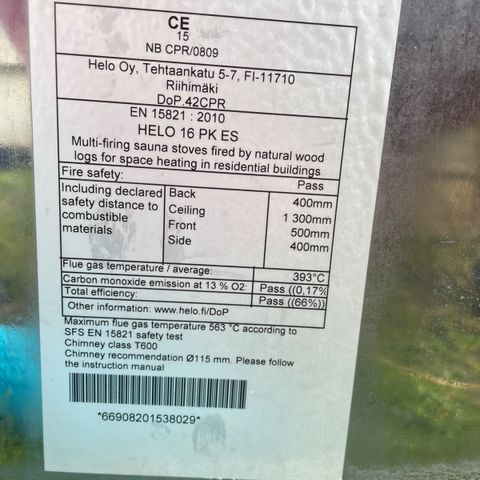 CE
15
NB CPR/0809
Helo Oy, Tehtaankatu 5-7, FI-11710
Riihimäki
DoP.42CPR
EN 15821 : 2010
HELO 16 PK ES
Multi-firing sauna stoves fired by natural wood
logs for space heating in residential buildings
Fire safety: Pass
Including declared safety distance to combustible materials
Back 400mm
Ceiling 1 300mm
Front 500mm
Side 400mm
Flue gas temperature / average: 393°C
Carbon monoxide emission at 13 % O2: Pass ((0,17%
Total efficiency: Pass ((66%))
Other information: www.helo.fi/DoP
Maximum flue gas temperature 563 °C according to
SFS EN 15821 safety test
Chimney class T600
Chimney recommendation Ø115 mm. Please follow
the instruction manual
*66908201538029*